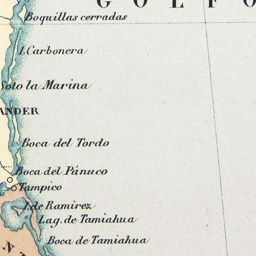 GOLFO
Boquillas cerradas
I. Carbonera
Soto la Marina
ANDER
Boca del Tordo
Boca del Pánuco
Tampico
I. de Ramirez
Lag. de Tamiahua
Boca de Tamiahua